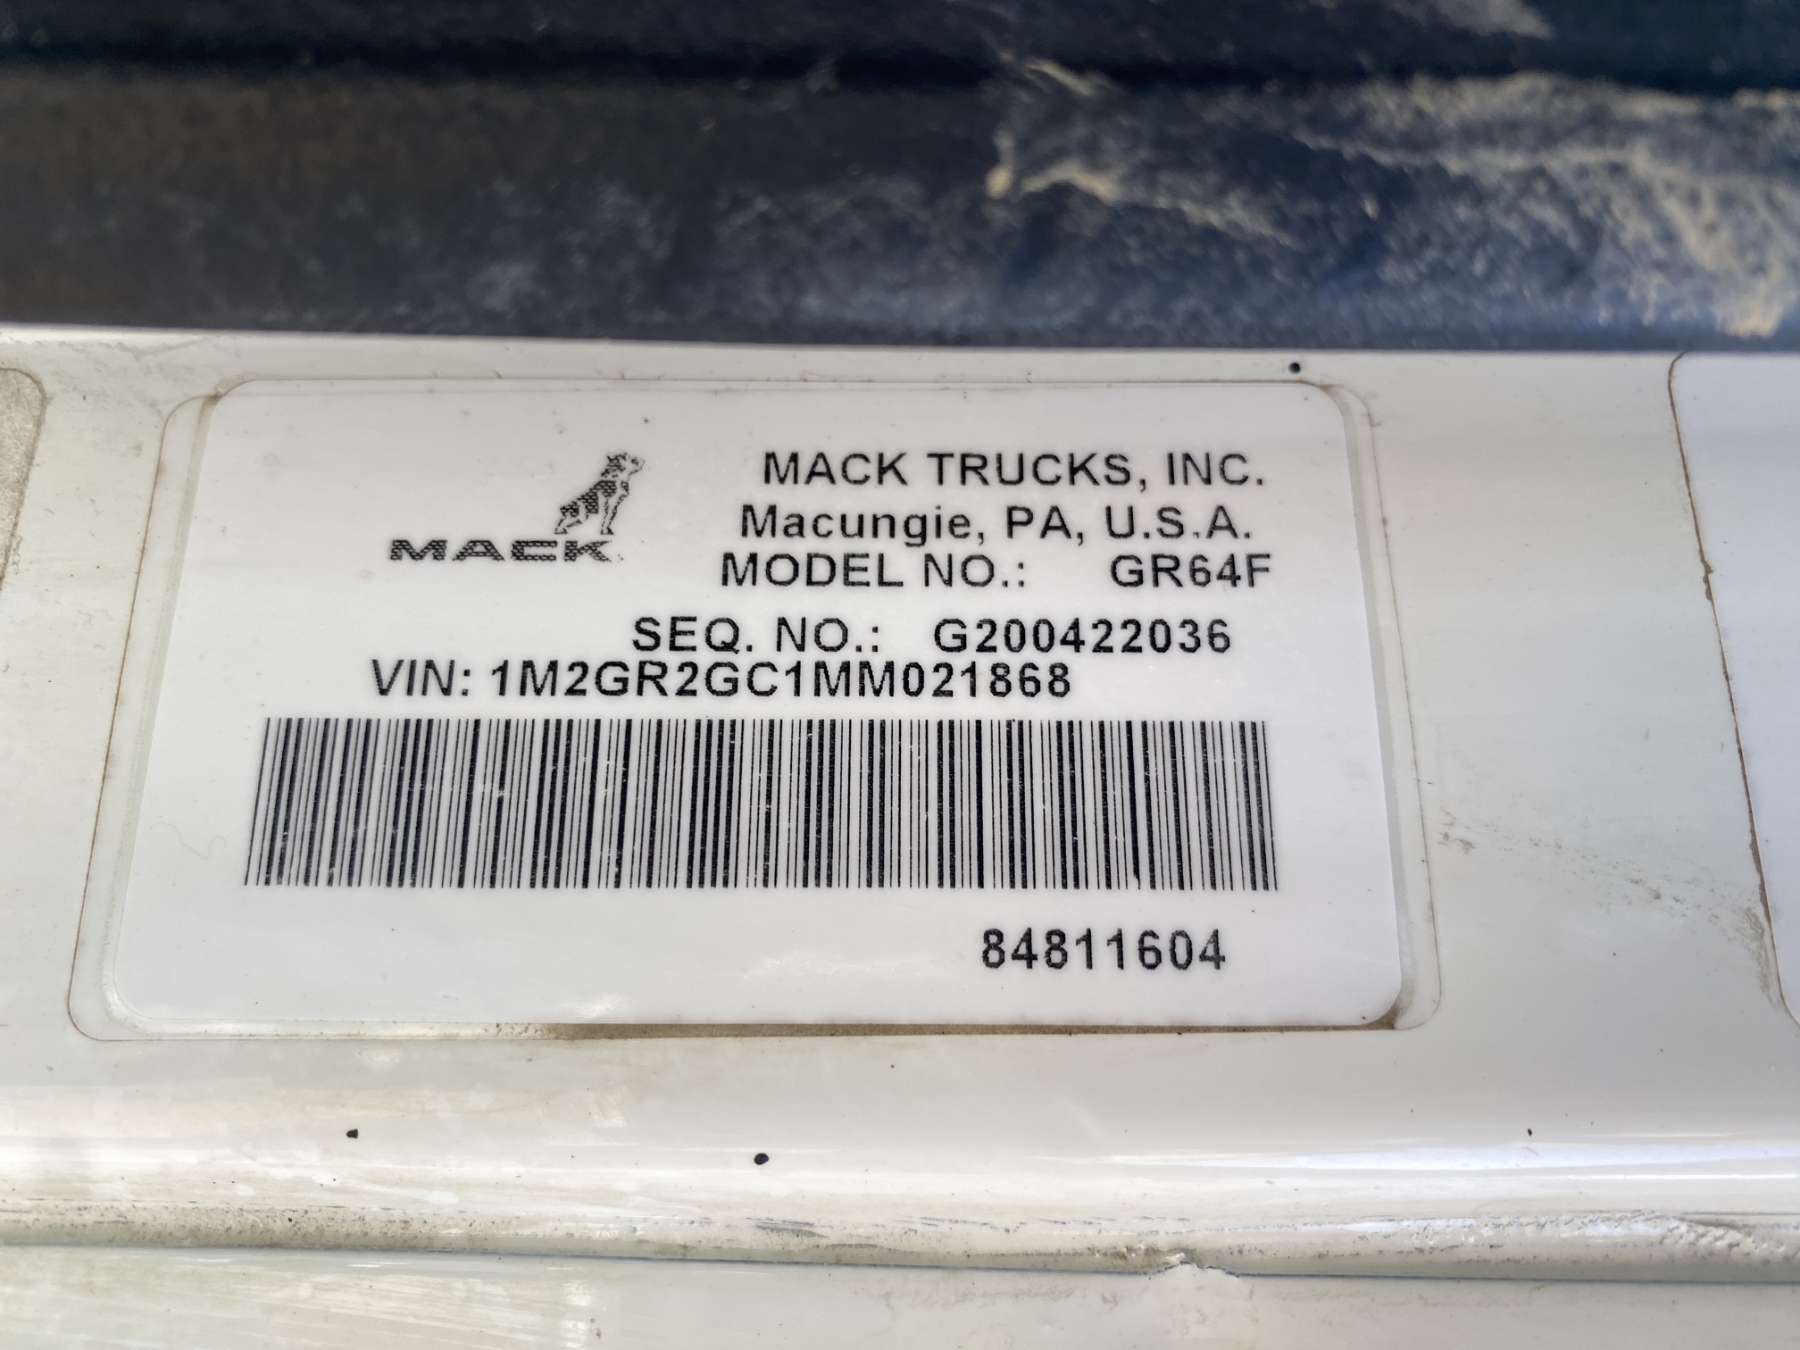 MACK
MACK TRUCKS, INC.
Macungie, PA, U.S.A.
MODEL NO.: GR64F
SEQ. NO.: G200422036
VIN: 1M2GR2GC1MM021868
84811604